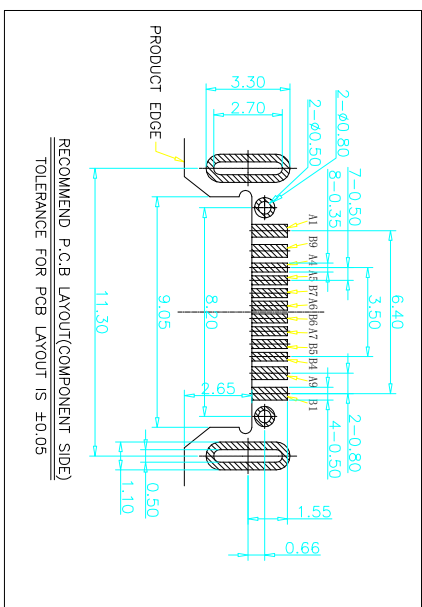 PRODUCT EDGE
3.30
2.70
2-ø0.50
2-ø0.80
8-0.35
7-0.50
A1
B9
A4
A5
B7
A6
B6
A7
B5
B4
A9
B1
6.40
3.50
8.20
9.05
11.30
2.65
2-0.80
4-0.50
1.55
0.66
0.50
1.10
RECOMMEND P.C.B LAYOUT(COMPONENT SIDE)
TOLERANCE FOR PCB LAYOUT IS ±0.05